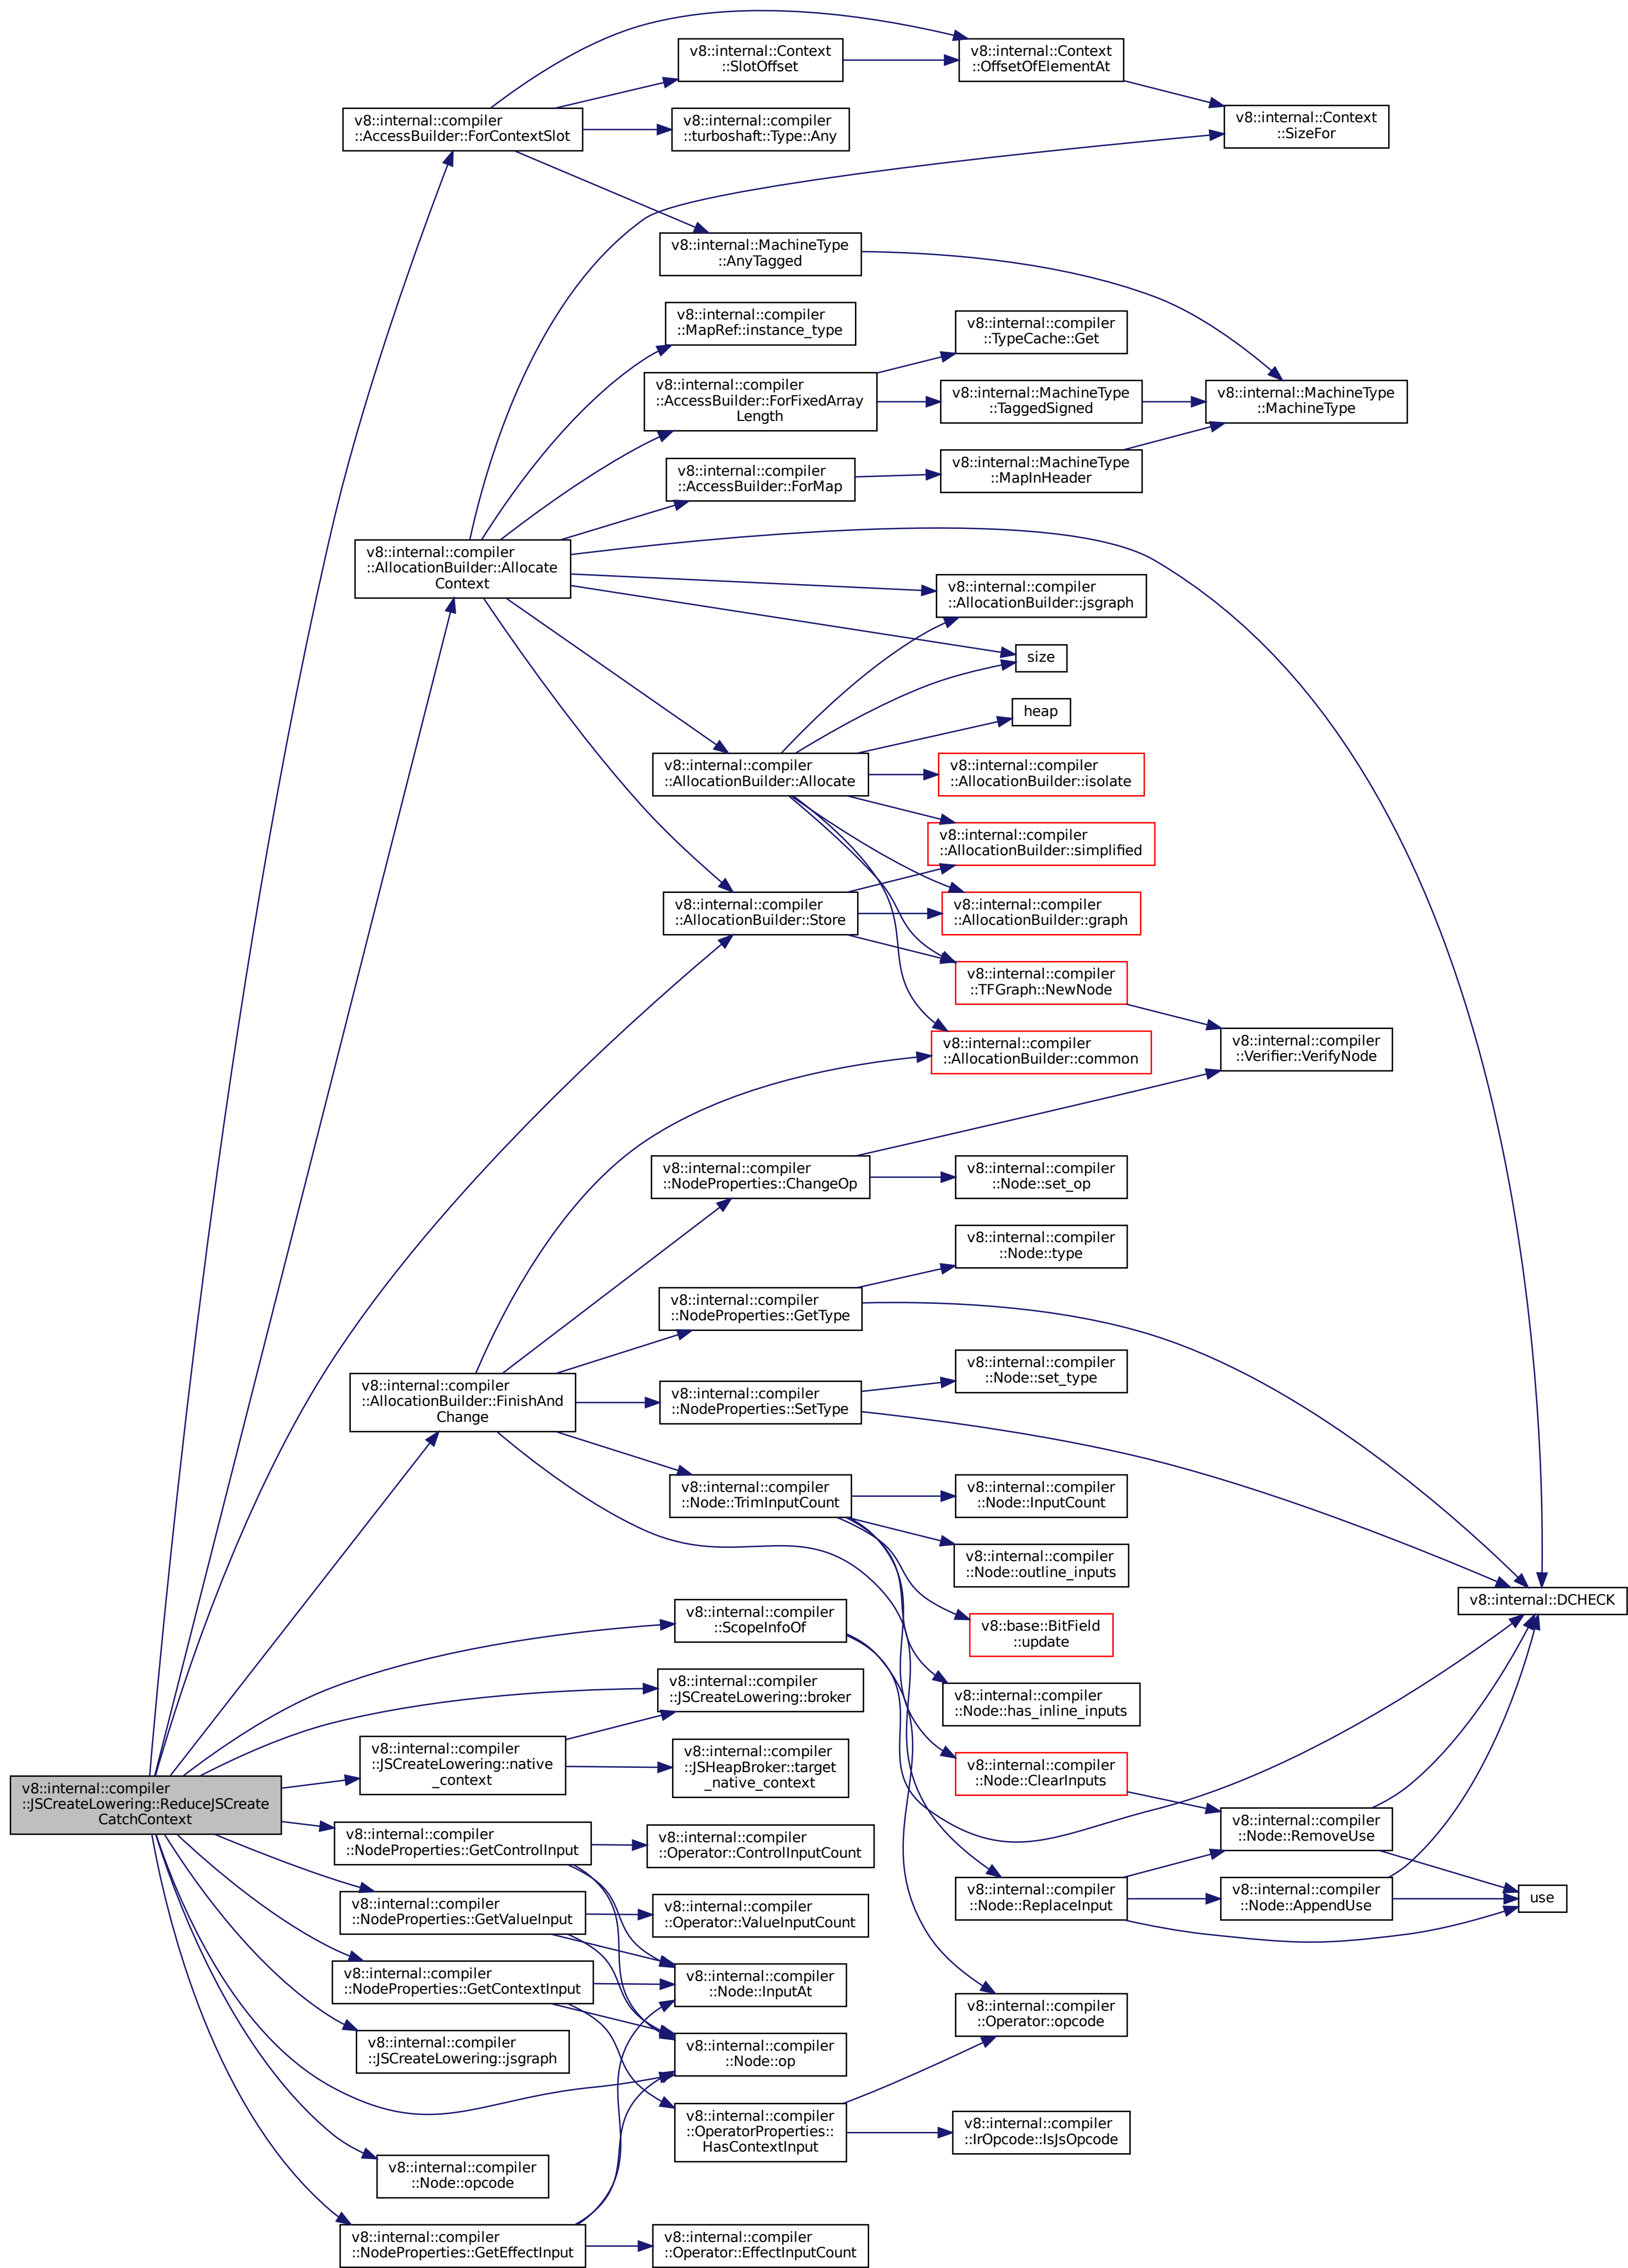 v8::internal::Context
::SlotOffset
v8::internal::Context
::OffsetOfElementAt
v8::internal::compiler
::AccessBuilder::ForContextSlot
v8::internal::compiler
::turboshaft::Type::Any
v8::internal::Context
::SizeFor
v8::internal::MachineType
::AnyTagged
v8::internal::compiler
::MapRef::instance_type
v8::internal::compiler
::TypeCache::Get
v8::internal::compiler
::AccessBuilder::ForFixedArray
Length
v8::internal::MachineType
::TaggedSigned
v8::internal::MachineType
::MachineType
v8::internal::compiler
::AccessBuilder::ForMap
v8::internal::MachineType
::MapInHeader
v8::internal::compiler
::AllocationBuilder::Allocate
Context
v8::internal::compiler
::AllocationBuilder::jsgraph
size
heap
v8::internal::compiler
::AllocationBuilder::Allocate
v8::internal::compiler
::AllocationBuilder::isolate
v8::internal::compiler
::AllocationBuilder::simplified
v8::internal::compiler
::AllocationBuilder::Store
v8::internal::compiler
::AllocationBuilder::graph
v8::internal::compiler
::TFGraph::NewNode
v8::internal::compiler
::AllocationBuilder::common
v8::internal::compiler
::Verifier::VerifyNode
v8::internal::compiler
::NodeProperties::ChangeOp
v8::internal::compiler
::Node::set_op
v8::internal::compiler
::Node::type
v8::internal::compiler
::NodeProperties::GetType
v8::internal::compiler
::Node::set_type
v8::internal::compiler
::AllocationBuilder::FinishAnd
Change
v8::internal::compiler
::NodeProperties::SetType
v8::internal::compiler
::Node::TrimInputCount
v8::internal::compiler
::Node::InputCount
v8::internal::compiler
::Node::outline_inputs
v8::internal::DCHECK
v8::internal::compiler
::ScopeInfoOf
v8::base::BitField
::update
v8::internal::compiler
::JSCreateLowering::broker
v8::internal::compiler
::Node::has_inline_inputs
v8::internal::compiler
::JSCreateLowering::native
_context
v8::internal::compiler
::JSHeapBroker::target
_native_context
v8::internal::compiler
::Node::ClearInputs
v8::internal::compiler
::JSCreateLowering::ReduceJSCreate
CatchContext
v8::internal::compiler
::Node::RemoveUse
v8::internal::compiler
::NodeProperties::GetControlInput
v8::internal::compiler
::Operator::ControlInputCount
v8::internal::compiler
::Node::ReplaceInput
v8::internal::compiler
::Node::AppendUse
use
v8::internal::compiler
::NodeProperties::GetValueInput
v8::internal::compiler
::Operator::ValueInputCount
v8::internal::compiler
::NodeProperties::GetContextInput
v8::internal::compiler
::Node::InputAt
v8::internal::compiler
::Operator::opcode
v8::internal::compiler
::JSCreateLowering::jsgraph
v8::internal::compiler
::Node::op
v8::internal::compiler
::OperatorProperties::
HasContextInput
v8::internal::compiler
::IrOpcode::IsJsOpcode
v8::internal::compiler
::Node::opcode
v8::internal::compiler
::NodeProperties::GetEffectInput
v8::internal::compiler
::Operator::EffectInputCount